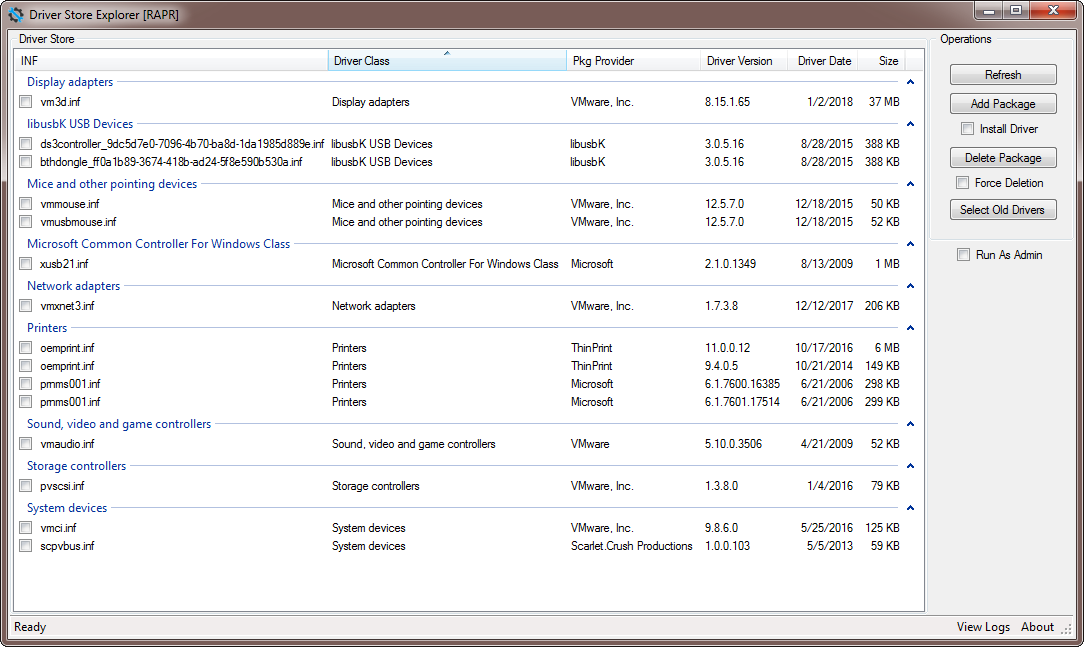 Driver Store Explorer [RAPR]
Driver Store
INF Driver Class Pkg Provider Driver Version Driver Date Size
Display adapters
vm3d.inf Display adapters VMware, Inc. 8.15.1.65 1/2/2018 37 MB
libusbK USB Devices
ds3controller_9dc5d7e0-7096-4b70-ba8d-1da1985d889e.inf libusbK USB Devices libusbK 3.0.5.16 8/28/2015 388 KB
bthdongle_ff0a1b89-3674-418b-ad24-5f8e590b530a.inf libusbK USB Devices libusbK 3.0.5.16 8/28/2015 388 KB
Mice and other pointing devices
vmmouse.inf Mice and other pointing devices VMware, Inc. 12.5.7.0 12/18/2015 50 KB
vmusbmouse.inf Mice and other pointing devices VMware, Inc. 12.5.7.0 12/18/2015 52 KB
Microsoft Common Controller For Windows Class
xusb21.inf Microsoft Common Controller For Windows Class Microsoft 2.1.0.1349 8/13/2009 1 MB
Network adapters
vmxnet3.inf Network adapters VMware, Inc. 1.7.3.8 12/12/2017 206 KB
Printers
oemprint.inf Printers ThinPrint 11.0.0.12 10/17/2016 6 MB
oemprint.inf Printers ThinPrint 9.4.0.5 10/21/2014 149 KB
prnms001.inf Printers Microsoft 6.1.7600.16385 6/21/2006 298 KB
prnms001.inf Printers Microsoft 6.1.7601.17514 6/21/2006 299 KB
Sound, video and game controllers
vmaudio.inf Sound, video and game controllers VMware 5.10.0.3506 4/21/2009 52 KB
Storage controllers
pvscsi.inf Storage controllers VMware, Inc. 1.3.8.0 1/4/2016 79 KB
System devices
vmci.inf System devices VMware, Inc. 9.8.6.0 5/25/2016 125 KB
scpvbus.inf System devices Scarlet.Crush Productions 1.0.0.103 5/5/2013 59 KB
Operations
Refresh
Add Package
Install Driver
Delete Package
Force Deletion
Select Old Drivers
Run As Admin
Ready View Logs About